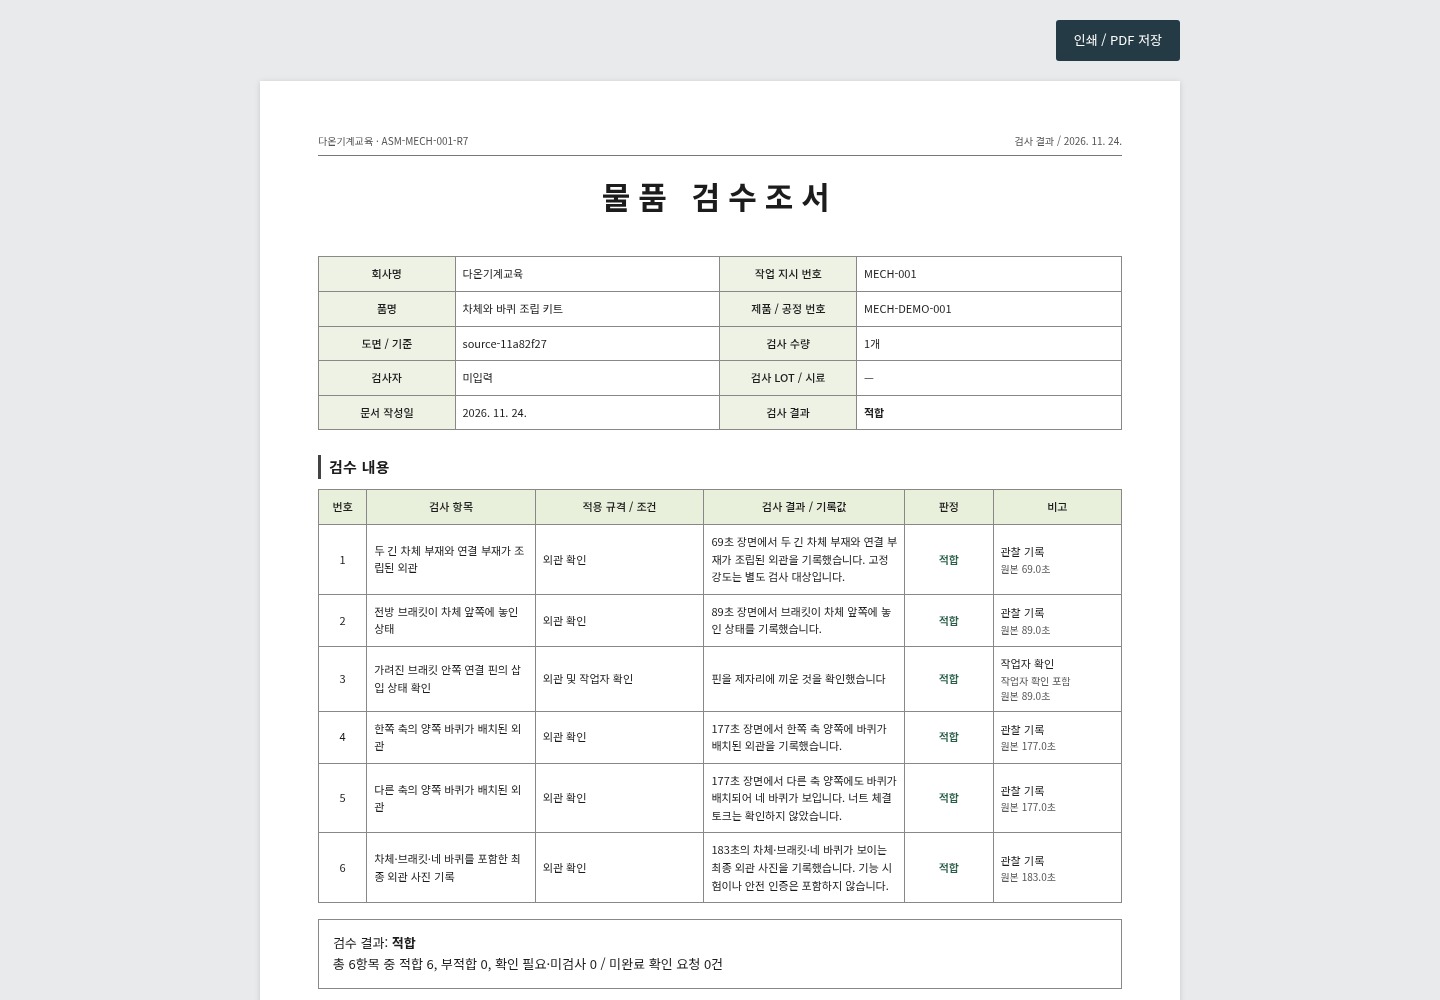 인쇄 / PDF 저장
다온기계교육 · ASM-MECH-001-R7
검사 결과 / 2026. 11. 24.
물품 검수조서
회사명 다온기계교육 작업 지시 번호 MECH-001
품명 차체와 바퀴 조립 키트 제품 / 공정 번호 MECH-DEMO-001
도면 / 기준 source-11a82f27 검사 수량 1개
검사자 미입력 검사 LOT / 시료 —
문서 작성일 2026. 11. 24. 검사 결과 적합
검수 내용
번호 검사 항목 적용 규격 / 조건 검사 결과 / 기록값 판정 비고
1
두 긴 차체 부재와 연결 부재가 조
립된 외관
외관 확인
69초 장면에서 두 긴 차체 부재와 연결 부
재가 조립된 외관을 기록했습니다. 고정
강도는 별도 검사 대상입니다.
적합
관찰 기록
원본 69.0초
2
전방 브래킷이 차체 앞쪽에 놓인
상태
외관 확인
89초 장면에서 브래킷이 차체 앞쪽에 놓
인 상태를 기록했습니다.
적합
관찰 기록
원본 89.0초
3
가려진 브래킷 안쪽 연결 핀의 삽
입 상태 확인
외관 및 작업자 확인
핀을 제자리에 끼운 것을 확인했습니다
적합
작업자 확인
작업자 확인 포함
원본 89.0초
4
한쪽 축의 양쪽 바퀴가 배치된 외
관
외관 확인
177초 장면에서 한쪽 축 양쪽에 바퀴가
배치된 외관을 기록했습니다.
적합
관찰 기록
원본 177.0초
5
다른 축의 양쪽 바퀴가 배치된 외
관
외관 확인
177초 장면에서 다른 축 양쪽에도 바퀴가
배치되어 네 바퀴가 보입니다. 너트 체결
토크는 확인하지 않았습니다.
적합
관찰 기록
원본 177.0초
6
차체·브래킷·네 바퀴를 포함한 최
종 외관 사진 기록
외관 확인
183초의 차체·브래킷·네 바퀴가 보이는
최종 외관 사진을 기록했습니다. 기능 시
험이나 안전 인증은 포함하지 않습니다.
적합
관찰 기록
원본 183.0초
검수 결과: 적합
총 6항목 중 적합 6, 부적합 0, 확인 필요·미검사 0 / 미완료 확인 요청 0건